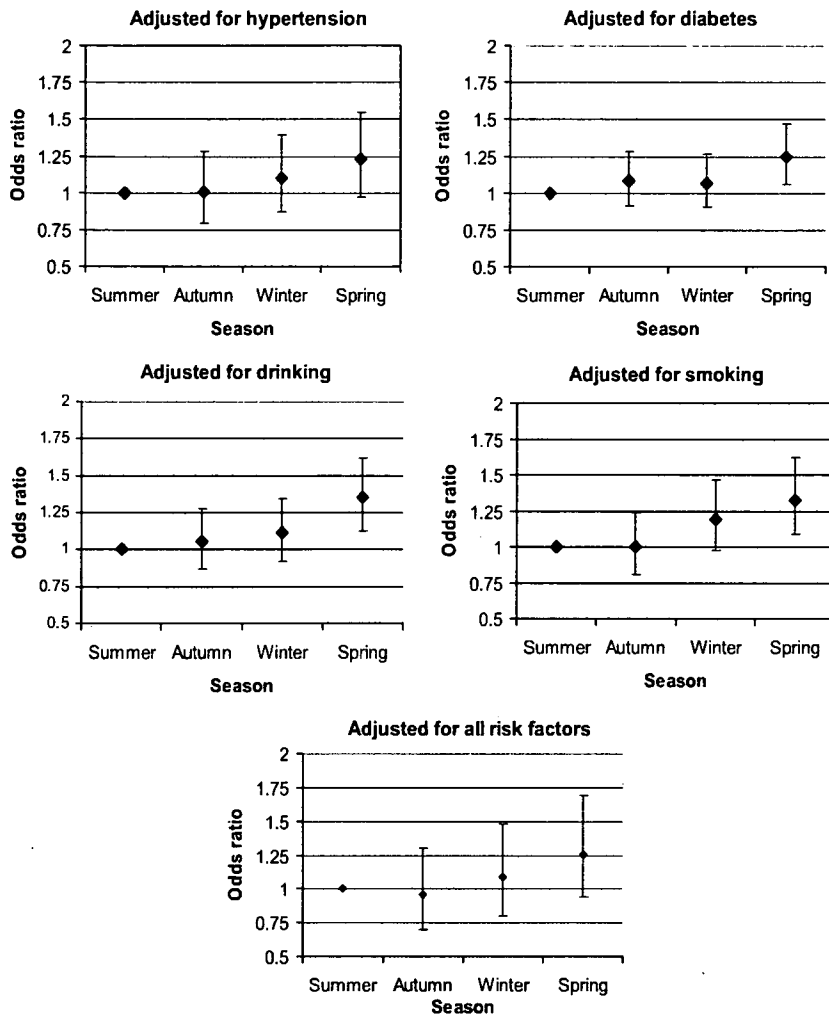 Adjusted for hypertension
2
1.75
1.5
1.25
1
0.75
0.5
Odds ratio
Summer Autumn Winter Spring
Season
Adjusted for diabetes
2
1.75
1.5
1.25
1
0.75
0.5
Odds ratio
Summer Autumn Winter Spring
Season
Adjusted for drinking
2
1.75
1.5
1.25
1
0.75
0.5
Odds ratio
Summer Autumn Winter Spring
Season
Adjusted for smoking
2
1.75
1.5
1.25
1
0.75
0.5
Odds ratio
Summer Autumn Winter Spring
Season
Adjusted for all risk factors
2
1.75
1.5
1.25
1
0.75
0.5
Odds ratio
Summer Autumn Winter Spring
Season